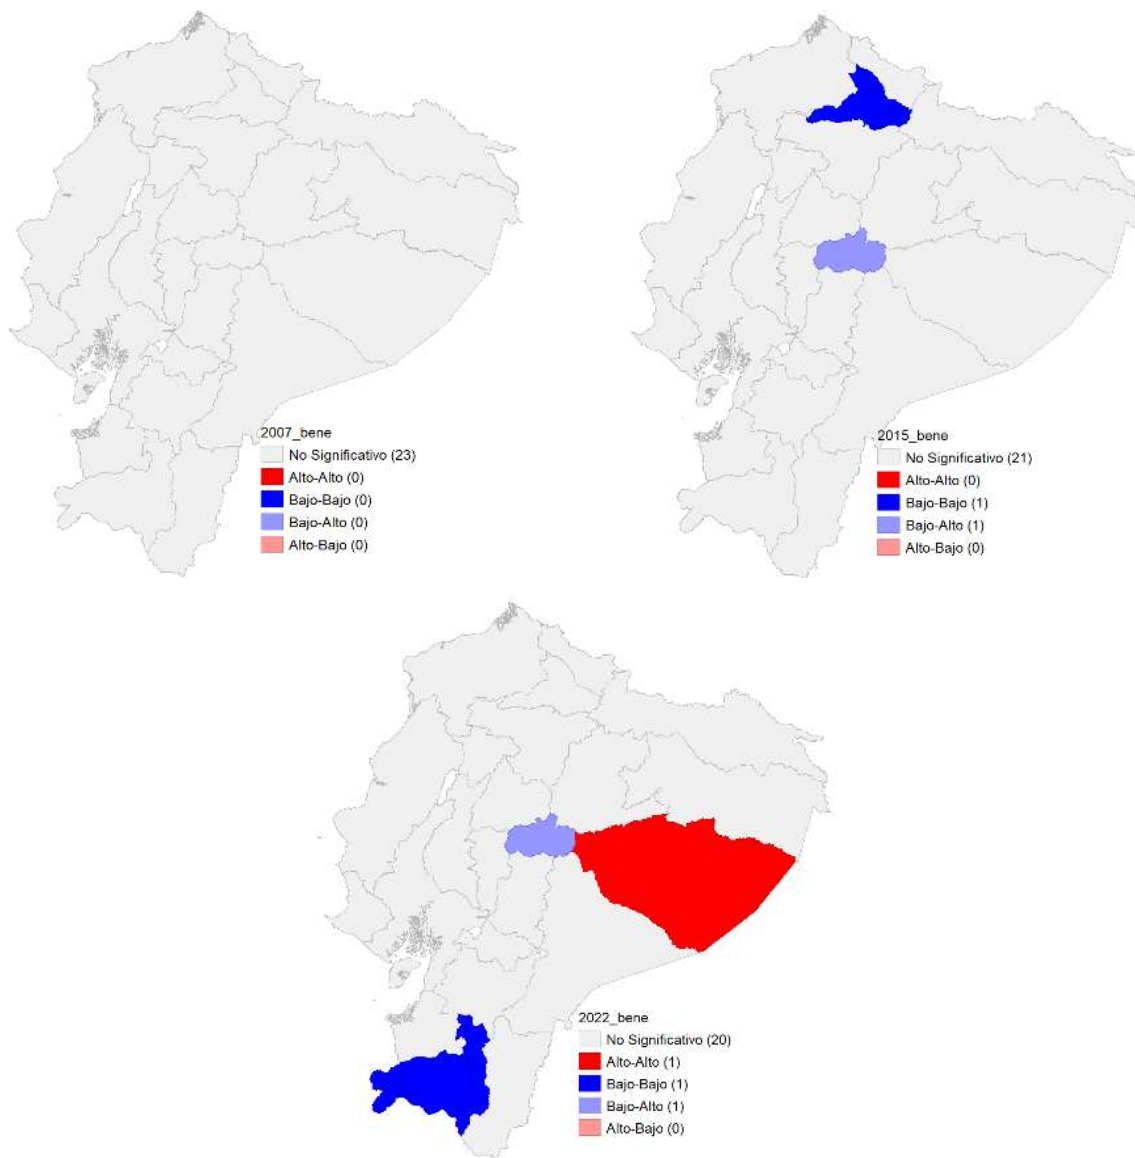 2007_bene
No Significativo (23)
Alto-Alto (0)
Bajo-Bajo (0)
Bajo-Alto (0)
Alto-Bajo (0)
2015_bene
No Significativo (21)
Alto-Alto (0)
Bajo-Bajo (1)
Bajo-Alto (1)
Alto-Bajo (0)
2022_bene
No Significativo (20)
Alto-Alto (1)
Bajo-Bajo (1)
Bajo-Alto (1)
Alto-Bajo (0)